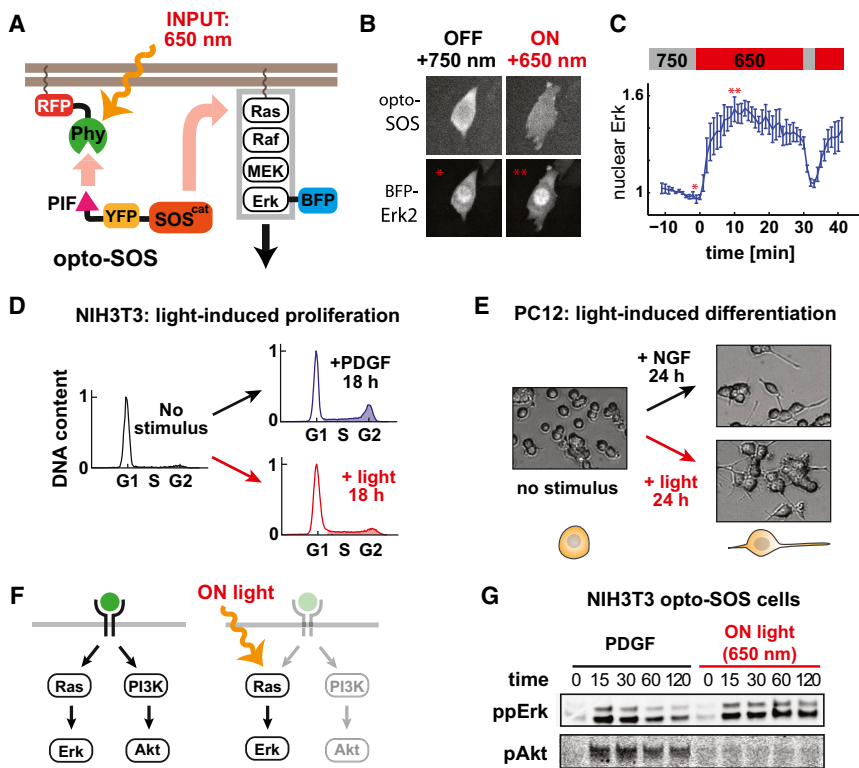 A
INPUT:
650 nm
RFP
Phy
PIF
YFP
SOS cat
opto-SOS
Ras
Raf
MEK
Erk
BFP
B
OFF
+750 nm
ON
+650 nm
opto-
SOS
BFP-
Erk2
*
**
C
750
650
1.6
1
nuclear Erk
*
**
−10 0 10 20 30 40
time [min]
D
NIH3T3: light-induced proliferation
DNA content
1
0
No
stimulus
G1 S G2
1
0
+PDGF
18 h
G1 S G2
1
0
+ light
18 h
G1 S G2
E
PC12: light-induced differentiation
no stimulus
+ NGF
24 h
+ light
24 h
F
ON light
Ras PI3K
Erk Akt
Ras PI3K
Erk Akt
G
NIH3T3 opto-SOS cells
PDGF
ON light
(650 nm)
time 0 15 30 60 120 0 15 30 60 120
ppErk
pAkt